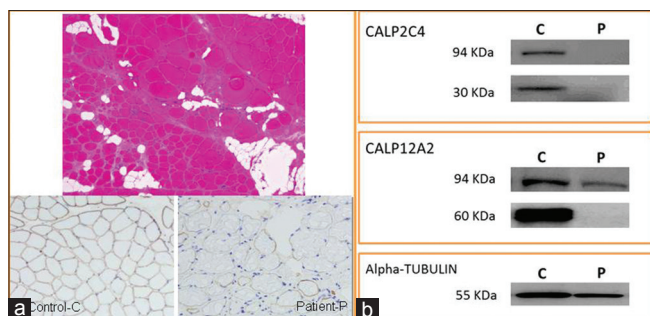 a
Control-C
Patient-P
b
CALP2C4
C P
94 KDa
30 KDa
CALP12A2
C P
94 KDa
60 KDa
Alpha-TUBULIN
C P
55 KDa